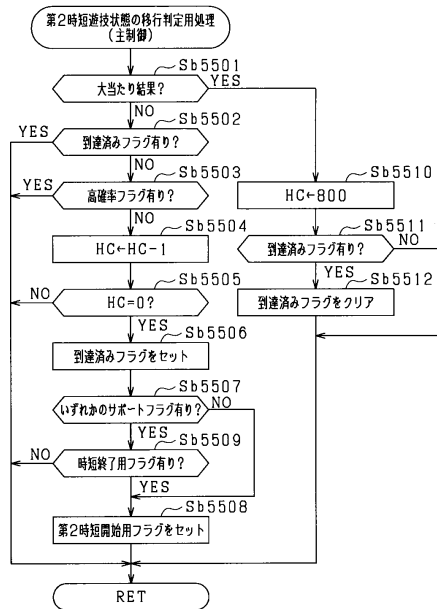 第2時短遊技状態の移行判定用処理
(主制御)
Sb5501
大当たり結果?
YES
NO
Sb5502
YES
到達済みフラグ有り?
NO
Sb5503
YES
高確率フラグ有り?
NO
Sb5504
HC←HC-1
Sb5505
NO
HC=0?
YES
Sb5506
到達済みフラグをセット
Sb5507
いずれかのサポートフラグ有り?
NO
YES
Sb5509
NO
時短終了用フラグ有り?
YES
Sb5508
第2時短開始用フラグをセット
Sb5510
HC←800
Sb5511
到達済みフラグ有り?
NO
YES
Sb5512
到達済みフラグをクリア
RET